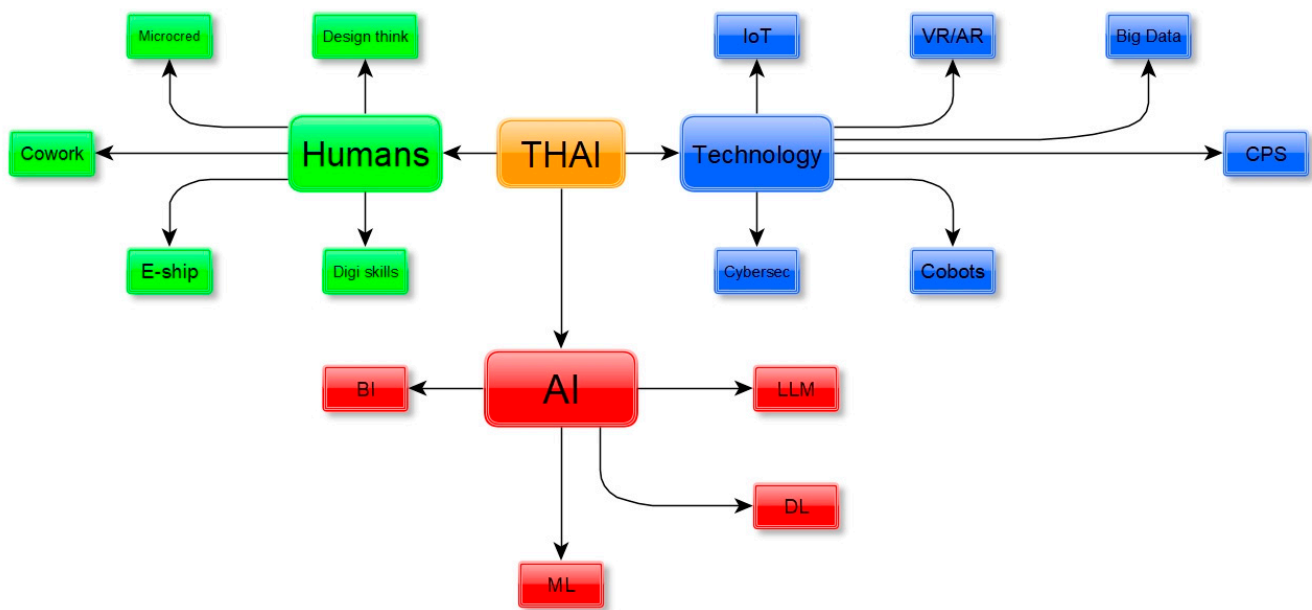 Microcred
Design think
IoT
VR/AR
Big Data
Cowork
Humans
THAI
Technology
CPS
E-ship
Digi skills
Cybersec
Cobots
BI
AI
LLM
DL
ML